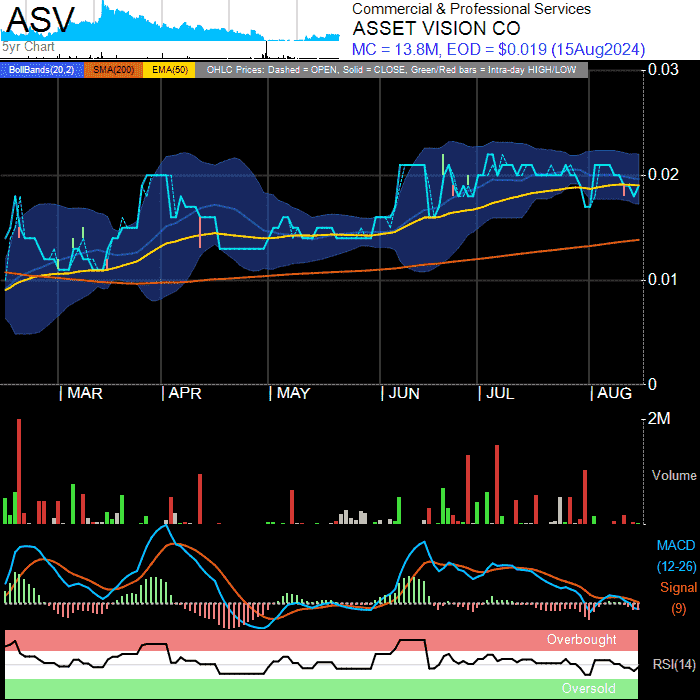 ASV
5yr Chart
Commercial & Professional Services
ASSET VISION CO
MC = 13.8M, EOD = $0.019 (15Aug2024)
BollBands(20,2) SMA(200) EMA(50) OHLC Prices: Dashed = OPEN, Solid = CLOSE, Green/Red bars = Intra-day HIGH/LOW
0.03
0.02
0.01
0
MAR APR MAY JUN JUL AUG
2M
Volume
MACD
(12-26)
Signal
(9)
Overbought
RSI(14)
Oversold